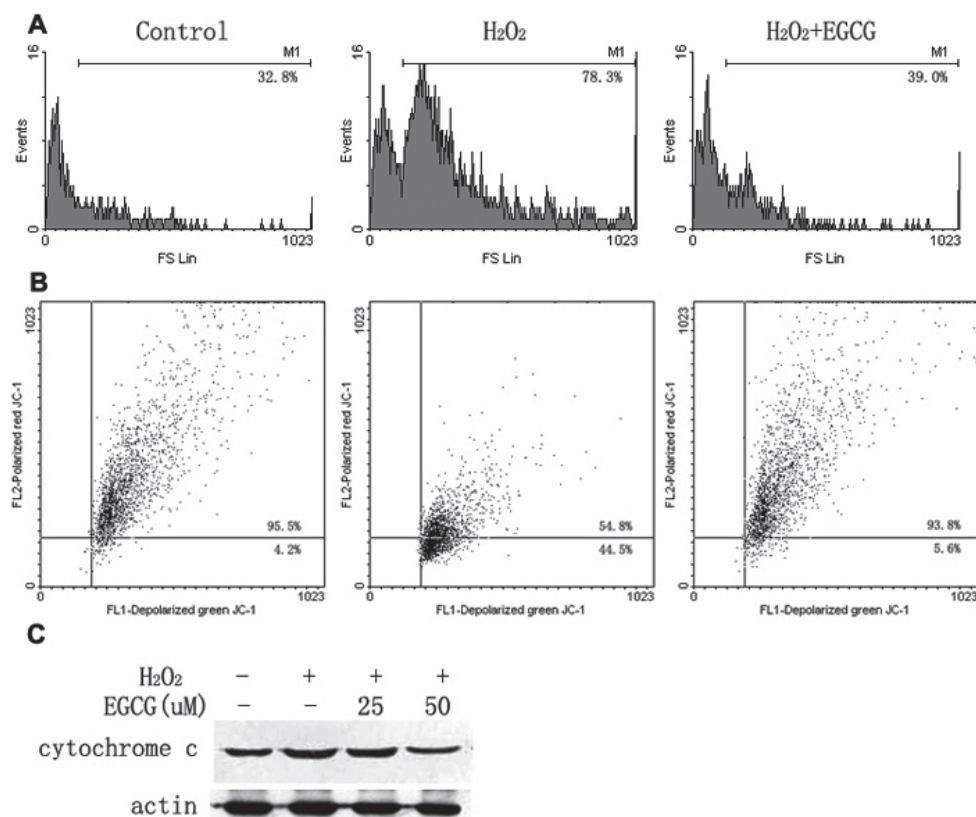 A
Control
H₂O₂
H₂O₂+EGCG
16
M1
32.8%
Events
0
0
1023
FS Lin
16
M1
78.3%
Events
0
0
1023
FS Lin
16
M1
39.0%
Events
0
0
1023
FS Lin
B
1023
FL2-Polarized red JC-1
95.5%
4.2%
0
0
1023
FL1-Depolarized green JC-1
1023
FL2-Polarized red JC-1
54.8%
44.5%
0
0
1023
FL1-Depolarized green JC-1
1023
FL2-Polarized red JC-1
93.8%
5.6%
0
0
1023
FL1-Depolarized green JC-1
C
H₂O₂ - + + +
EGCG(uM) - - 25 50
cytochrome c
actin